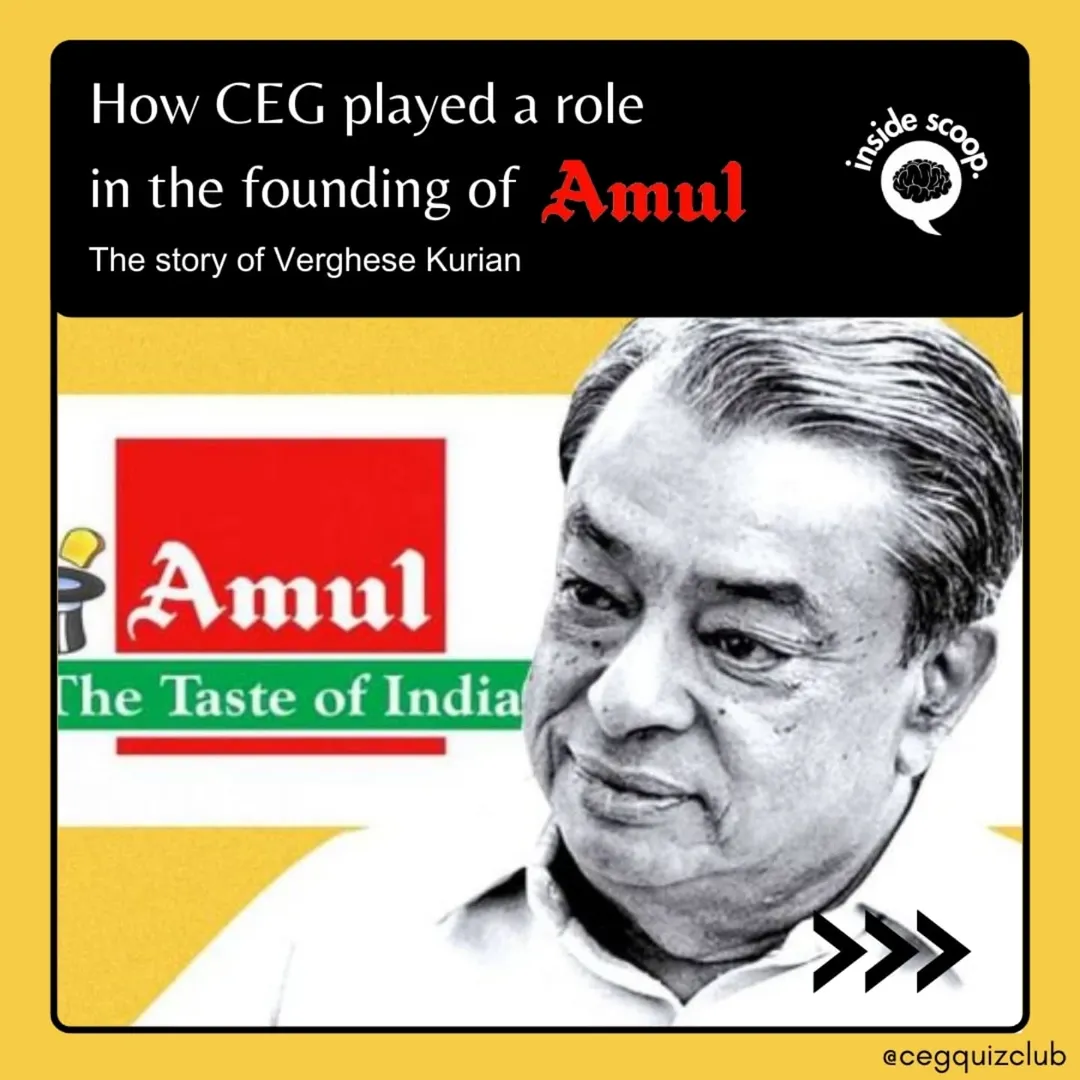 How CEG played a role
in the founding of Amul
The story of Verghese Kurian
inside scoop.
Amul
The Taste of India
@cegquizclub